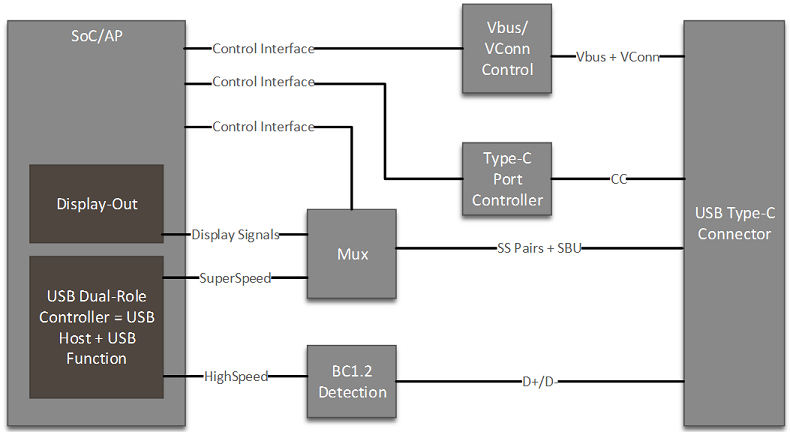 SoC/AP
Control Interface
Vbus/
VConn
Control
Vbus + VConn
Control Interface
Control Interface
Type-C
Port
Controller
CC
USB Type-C
Connector
Display-Out
Display Signals
Mux
SS Pairs + SBU
SuperSpeed
USB Dual-Role
Controller = USB
Host + USB
Function
HighSpeed
BC1.2
Detection
D+/D-